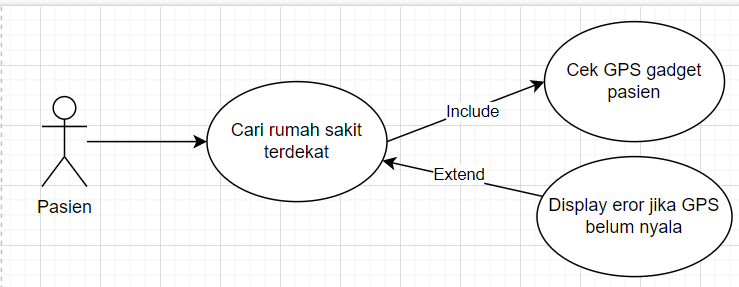 Cek GPS gadget
pasien
Include
Cari rumah sakit
terdekat
Extend
Pasien
Display eror jika GPS
belum nyala